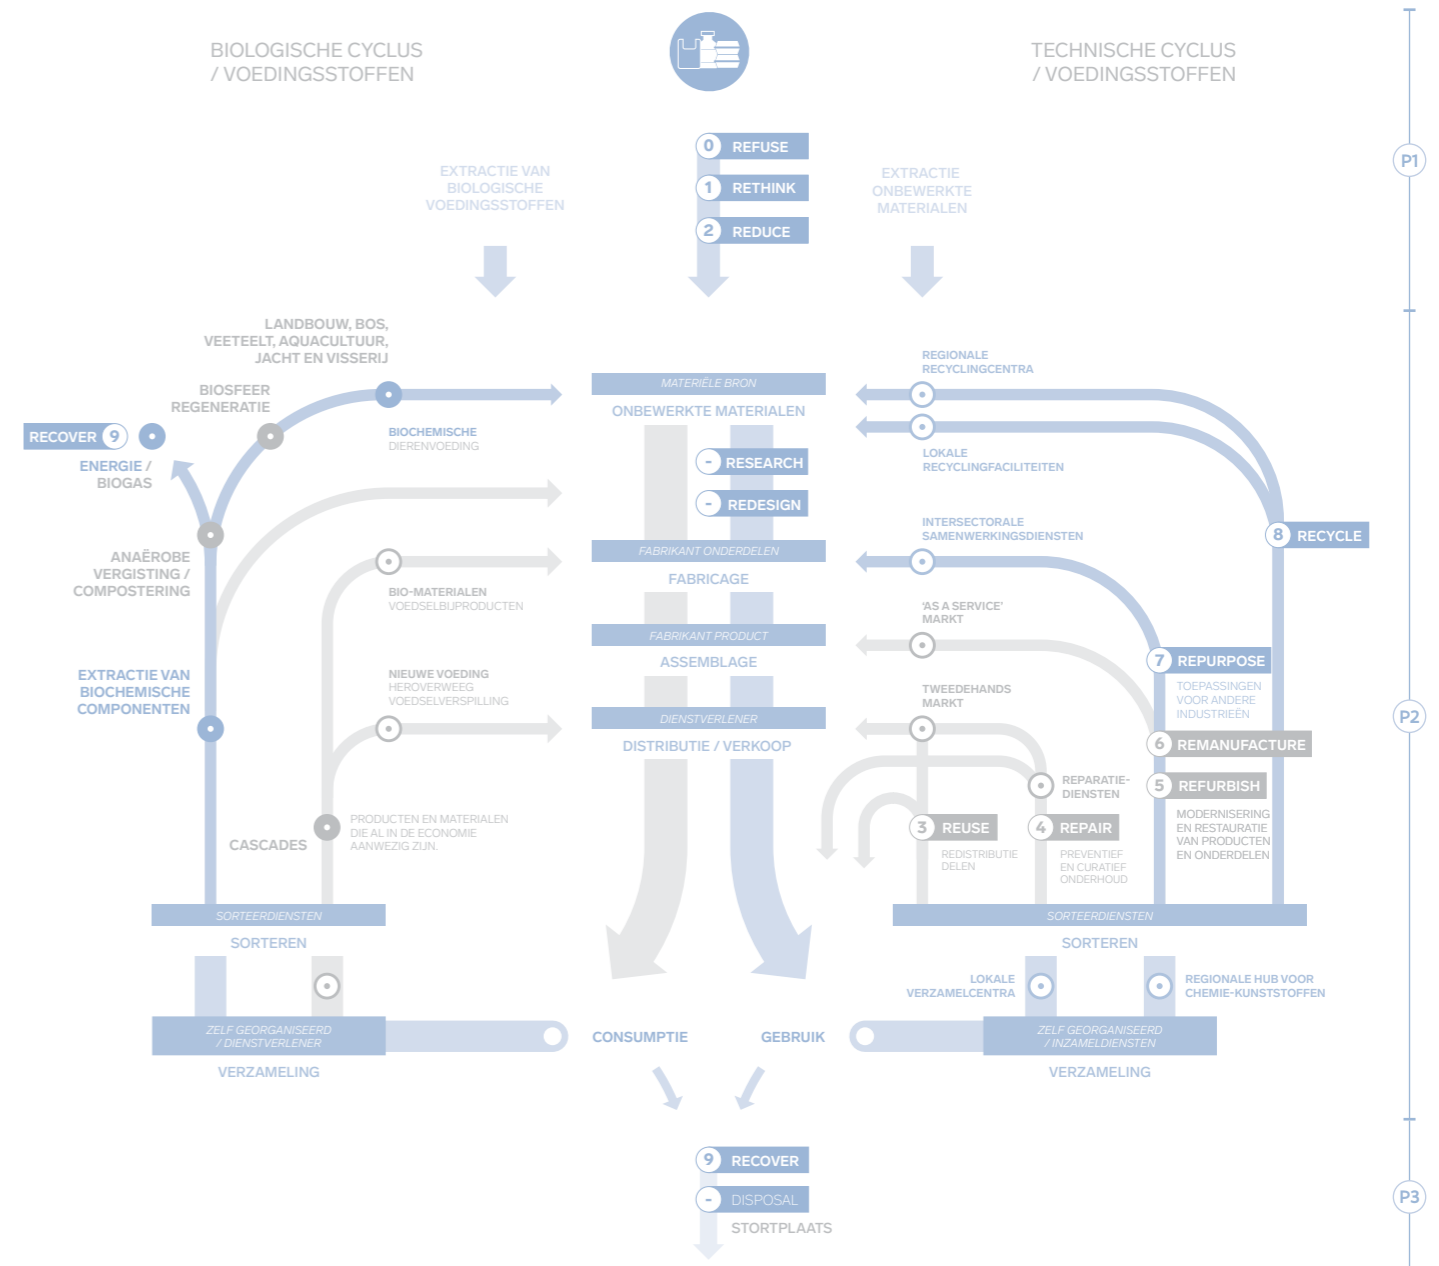 BIOLOGISCHE CYCLUS
/ VOEDINGSSTOFFEN
TECHNISCHE CYCLUS
/ VOEDINGSSTOFFEN
0 REFUSE
1 RETHINK
2 REDUCE
P1
EXTRACTIE VAN
BIOLOGISCHE
VOEDINGSSTOFFEN
EXTRACTIE
ONBEWERKTE
MATERIALEN
LANDBOUW, BOS,
VEETEELT, AQUACULTUUR,
JACHT EN VISSERIJ
BIOSFEER
REGENERATIE
RECOVER 9
ENERGIE /
BIOGAS
BIOCHEMISCHE
DIERENVOEDING
ANAËROBE
VERGISTING /
COMPOSTERING
BIO-MATERIALEN
VOEDSELBIJPRODUCTEN
EXTRACTIE VAN
BIOCHEMISCHE
COMPONENTEN
NIEUWE VOEDING
HEROVERWEEG
VOEDSELVERSPILLING
CASCADES
PRODUCTEN EN MATERIALEN
DIE AL IN DE ECONOMIE
AANWEZIG ZIJN.
SORTEERDIENSTEN
SORTEREN
ZELF GEORGANISEERD
/ DIENSTVERLENER
VERZAMELING
MATERIËLE BRON
ONBEWERKTE MATERIALEN
- RESEARCH
- REDESIGN
FABRIKANT ONDERDELEN
FABRICAGE
FABRIKANT PRODUCT
ASSEMBLAGE
DIENSTVERLENER
DISTRIBUTIE / VERKOOP
CONSUMPTIE
GEBRUIK
REGIONALE
RECYCLINGCENTRA
LOKALE
RECYCLINGFACILITEITEN
INTERSECTORALE
SAMENWERKINGSDIENSTEN
8 RECYCLE
'AS A SERVICE'
MARKT
7 REPURPOSE
TOEPASSINGEN
VOOR ANDERE
INDUSTRIEËN
TWEEDEHANDS
MARKT
6 REMANUFACTURE
5 REFURBISH
MODERNISERING
EN RESTAURATIE
VAN PRODUCTEN
EN ONDERDELEN
REPARATIE-
DIENSTEN
3 REUSE
REDISTRIBUTIE
DELEN
4 REPAIR
PREVENTIEF
EN CURATIEF
ONDERHOUD
P2
SORTEERDIENSTEN
SORTEREN
LOKALE
VERZAMELCENTRA
REGIONALE HUB VOOR
CHEMIE-KUNSTSTOFFEN
ZELF GEORGANISEERD
/ INZAMELDIENSTEN
VERZAMELING
9 RECOVER
- DISPOSAL
STORTPLAATS
P3